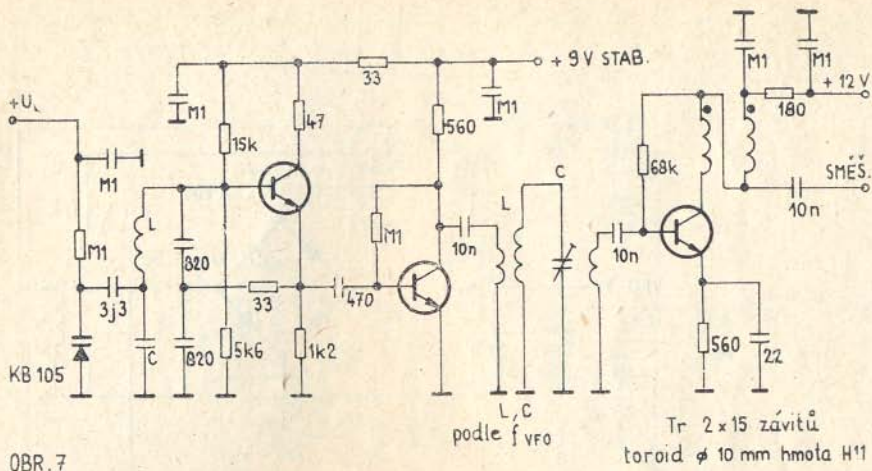 +U
M1
M1
3j3
KB 105
L
C
820
820
M1
15k
5k6
33
47
33
1k2
470
M1
560
10n
+ 9 V STAB.
M1
L
C
L, C
podle f VFO
10n
68k
560
22
M1
M1
180
+ 12 V
SMĚŠ.
10n
Tr 2 x 15 závitů
toroid ø 10 mm hmota H11
OBR. 7